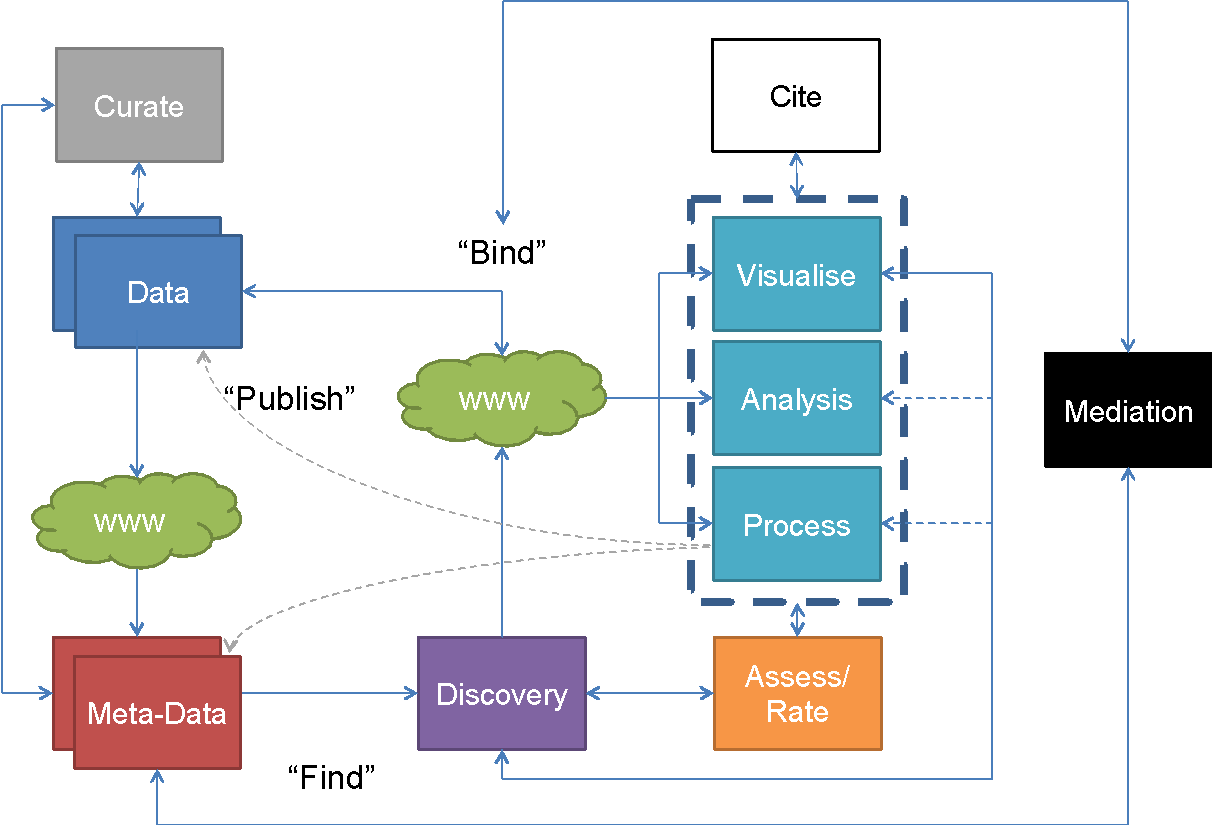 Curate
Cite
“Bind”
Visualise
Data
“Publish”
www
Analysis
Mediation
www
Process
Meta-Data
Discovery
Assess/
Rate
“Find”